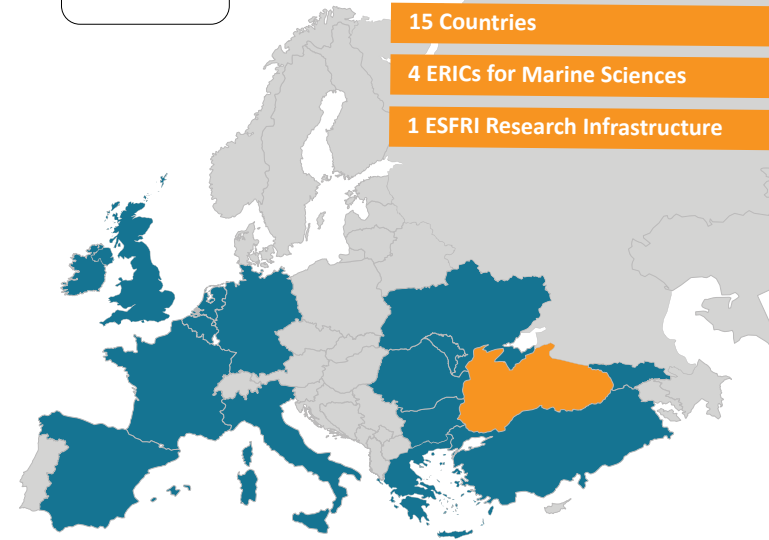 15 Countries
4 ERICs for Marine Sciences
1 ESFRI Research Infrastructure